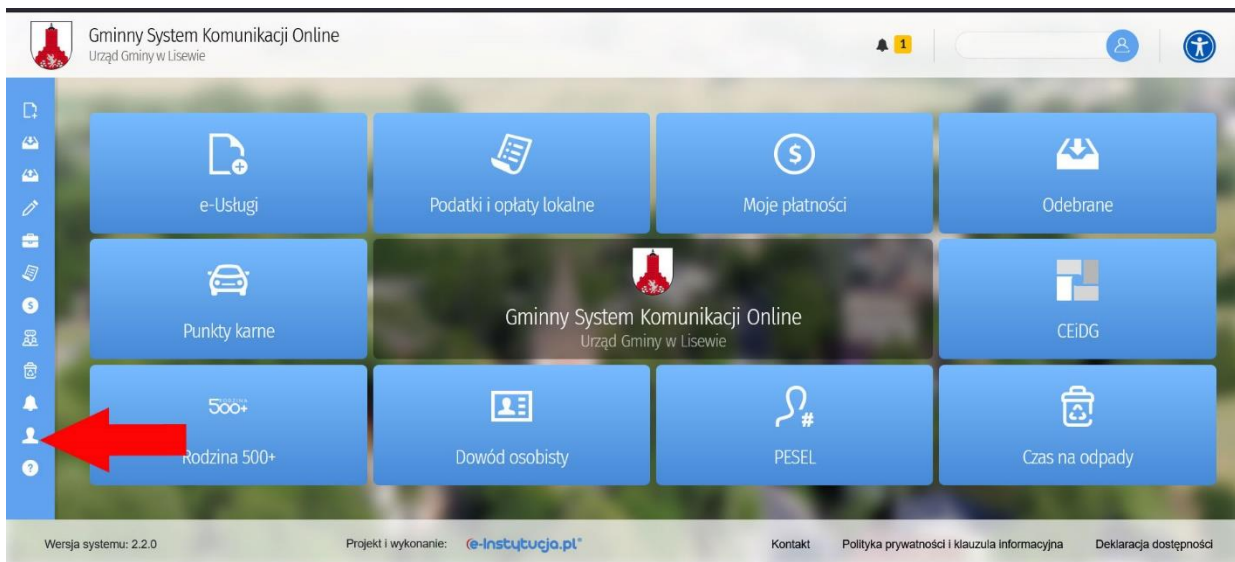 Gminny System Komunikacji Online
Urząd Gminy w Lisewie
1
e-Usługi
Podatki i opłaty lokalne
Moje płatności
Odebrane
Punkty karne
Gminny System Komunikacji Online
Urząd Gminy w Lisewie
CEiDG
RODZINA
500+
Rodzina 500+
Dowód osobisty
#
PESEL
Czas na odpady
Wersja systemu: 2.2.0
Projekt i wykonanie:
e-instytucja.pl
Kontakt
Polityka prywatności i klauzula informacyjna
Deklaracja dostępności